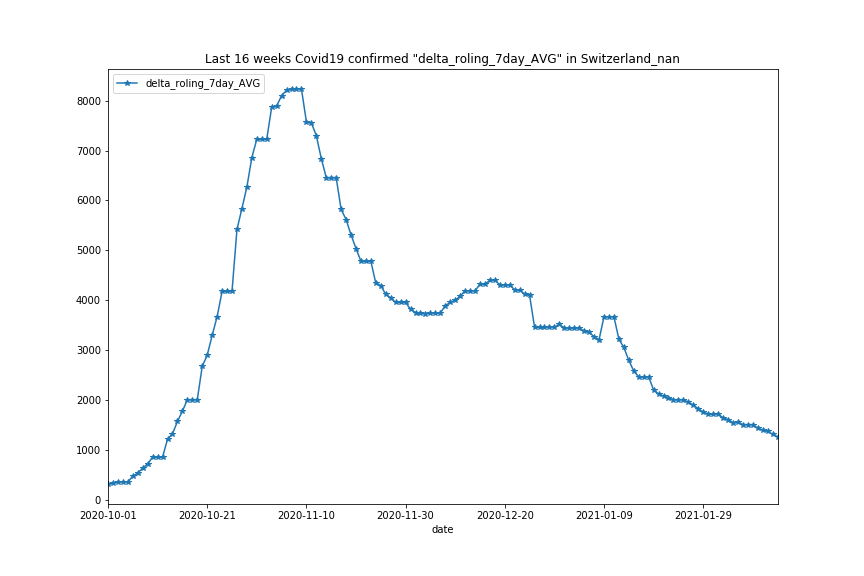 Last 16 weeks Covid19 confirmed "delta_roling_7day_AVG" in Switzerland_nan
delta_roling_7day_AVG
8000
7000
6000
5000
4000
3000
2000
1000
0
2020-10-01 2020-10-21 2020-11-10 2020-11-30 2020-12-20 2021-01-09 2021-01-29
date